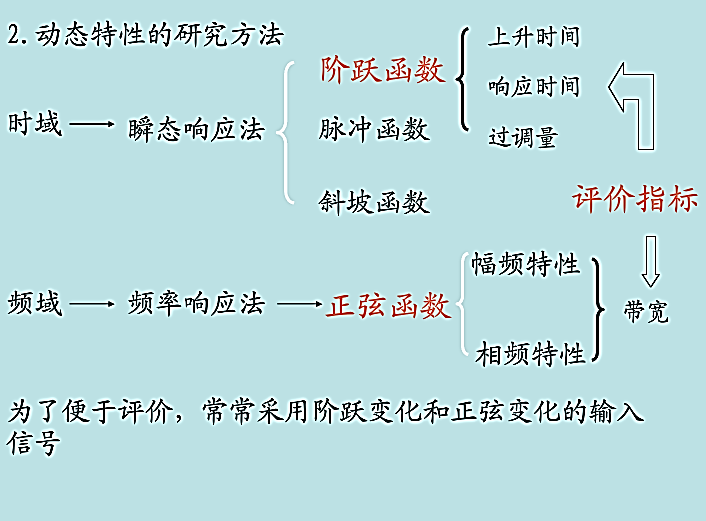 2.动态特性的研究方法
时域
瞬态响应法
阶跃函数
脉冲函数
斜坡函数
上升时间
响应时间
过调量
评价指标
频域
频率响应法
正弦函数
幅频特性
相频特性
带宽
为了便于评价，常常采用阶跃变化和正弦变化的输入
信号